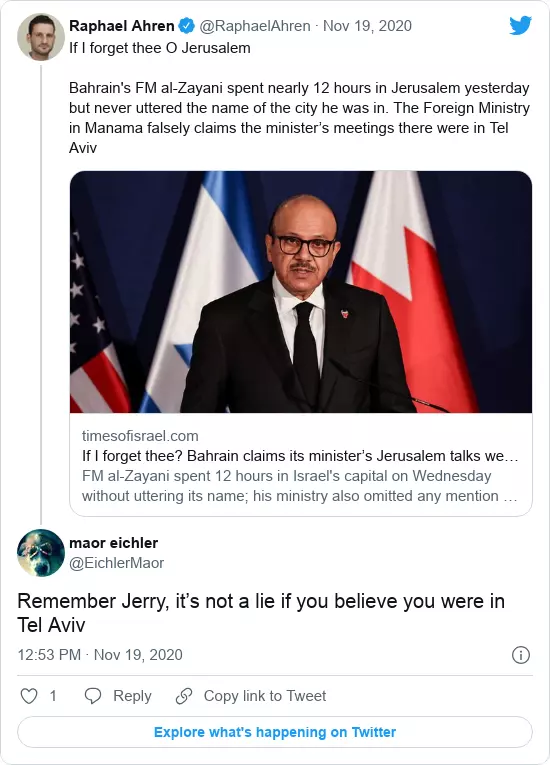 Raphael Ahren @RaphaelAhren · Nov 19, 2020
If I forget thee O Jerusalem
Bahrain's FM al-Zayani spent nearly 12 hours in Jerusalem yesterday
but never uttered the name of the city he was in. The Foreign Ministry
in Manama falsely claims the minister’s meetings there were in Tel
Aviv
timesofisrael.com
If I forget thee? Bahrain claims its minister’s Jerusalem talks we…
FM al-Zayani spent 12 hours in Israel's capital on Wednesday
without uttering its name; his ministry also omitted any mention …
maor eichler
@EichlerMaor
Remember Jerry, it’s not a lie if you believe you were in
Tel Aviv
12:53 PM · Nov 19, 2020
1 Reply Copy link to Tweet
Explore what's happening on Twitter